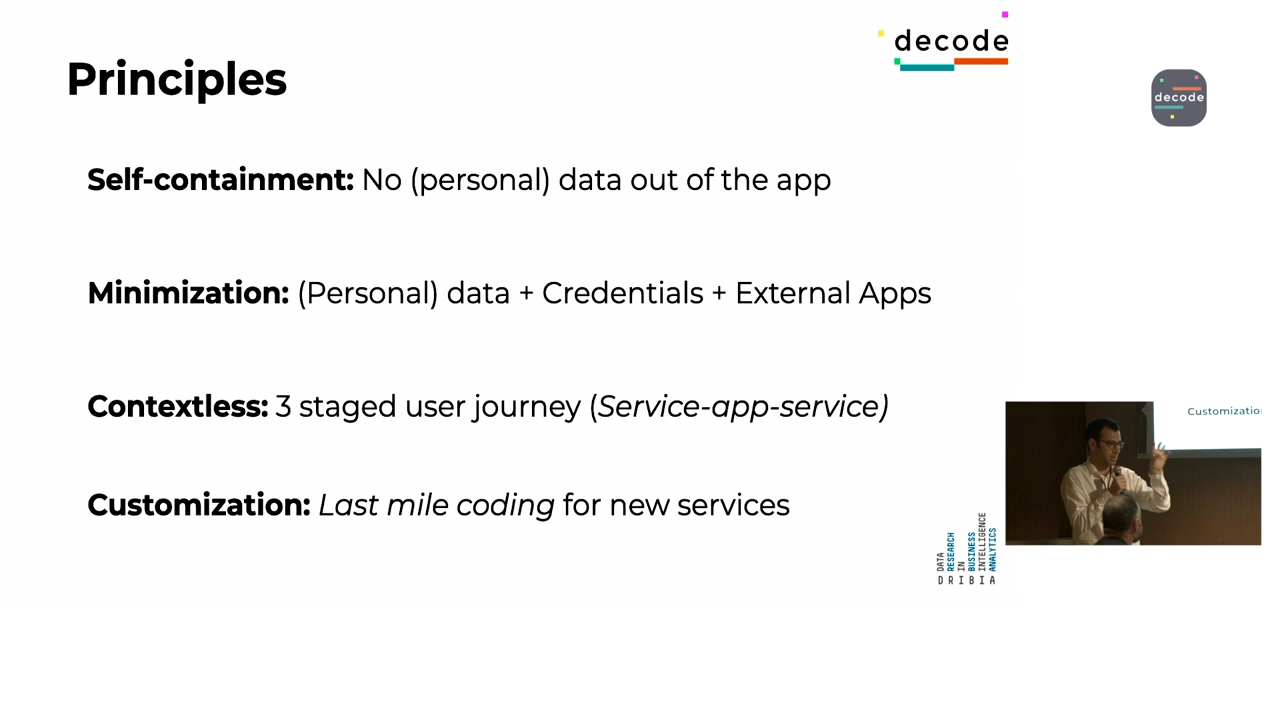 decode
Principles
decode
Self-containment: No (personal) data out of the app
Minimization: (Personal) data + Credentials + External Apps
Contextless: 3 staged user journey (Service-app-service)
Customization: Last mile coding for new services
DATA
RESEARCH
IN
BUSINESS
INTELLIGENCE
ANALYTICS
DRIBIA